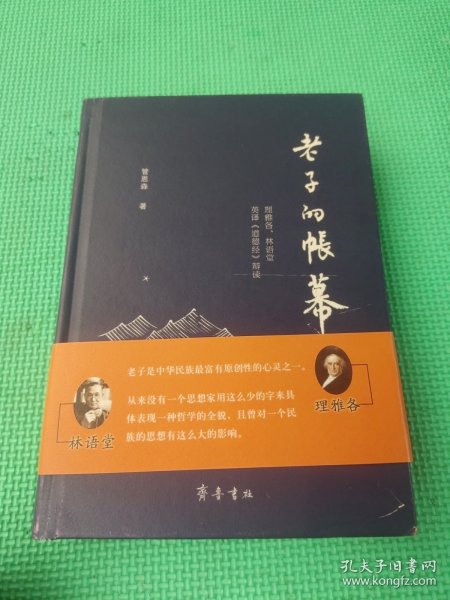 老子的帐幕
理雅各、林语堂
英译《道德经》辩读
管恩森 著
老子是中华民族最富有原创性的心灵之一。
从来没有一个思想家用这么少的字来具
体表现一种哲学的全貌，且曾对一个民
族的思想有这么大的影响。
林语堂
理雅各
齐鲁书社
孔夫子旧书网
www.kongfz.com